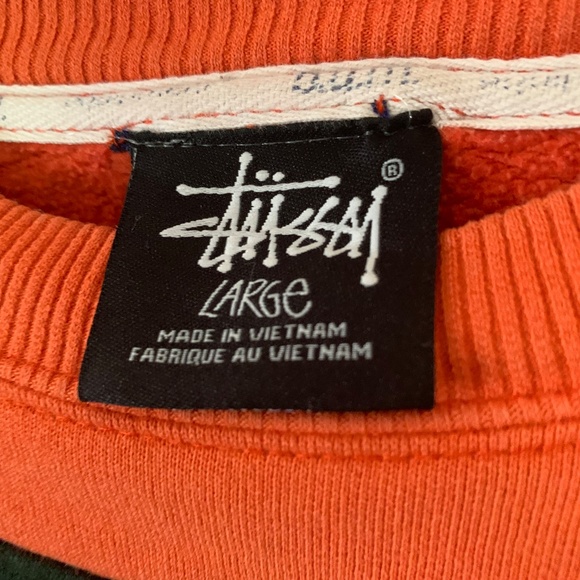 Stüssy ®
LARGE
MADE IN VIETNAM
FABRIQUE AU VIETNAM